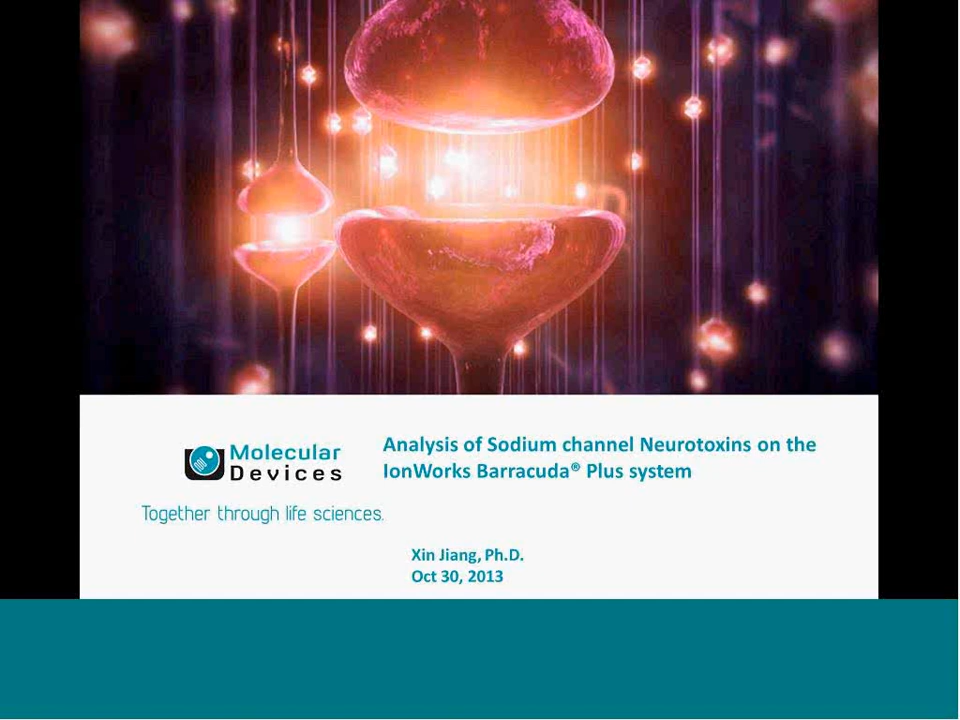 Molecular
Devices
Together through life sciences.
Analysis of Sodium channel Neurotoxins on the
IonWorks Barracuda® Plus system
Xin Jiang, Ph.D.
Oct 30, 2013